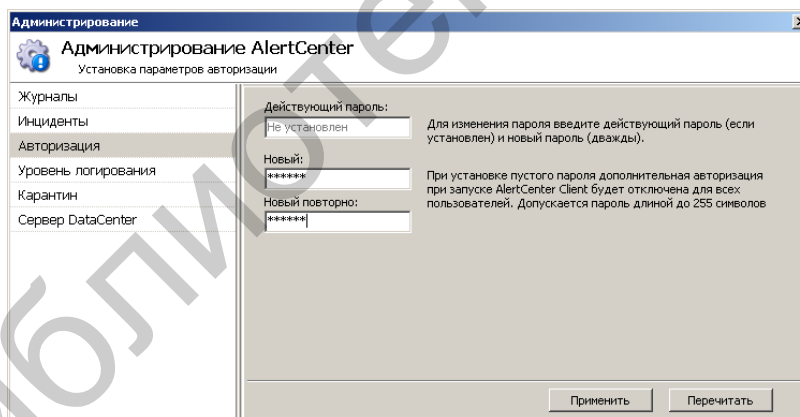 Администрирование
Администрирование AlertCenter
Установка параметров авторизации
Журналы
Инциденты
Авторизация
Уровень логирования
Карантин
Сервер DataCenter
Действующий пароль:
Не установлен
Для изменения пароля введите действующий пароль (если
установлен) и новый пароль (дважды).
Новый:
******
При установке пустого пароля дополнительная авторизация
при запуске AlertCenter Client будет отключена для всех
пользователей. Допускается пароль длиной до 255 символов
Новый повторно:
******
Применить
Перечитать